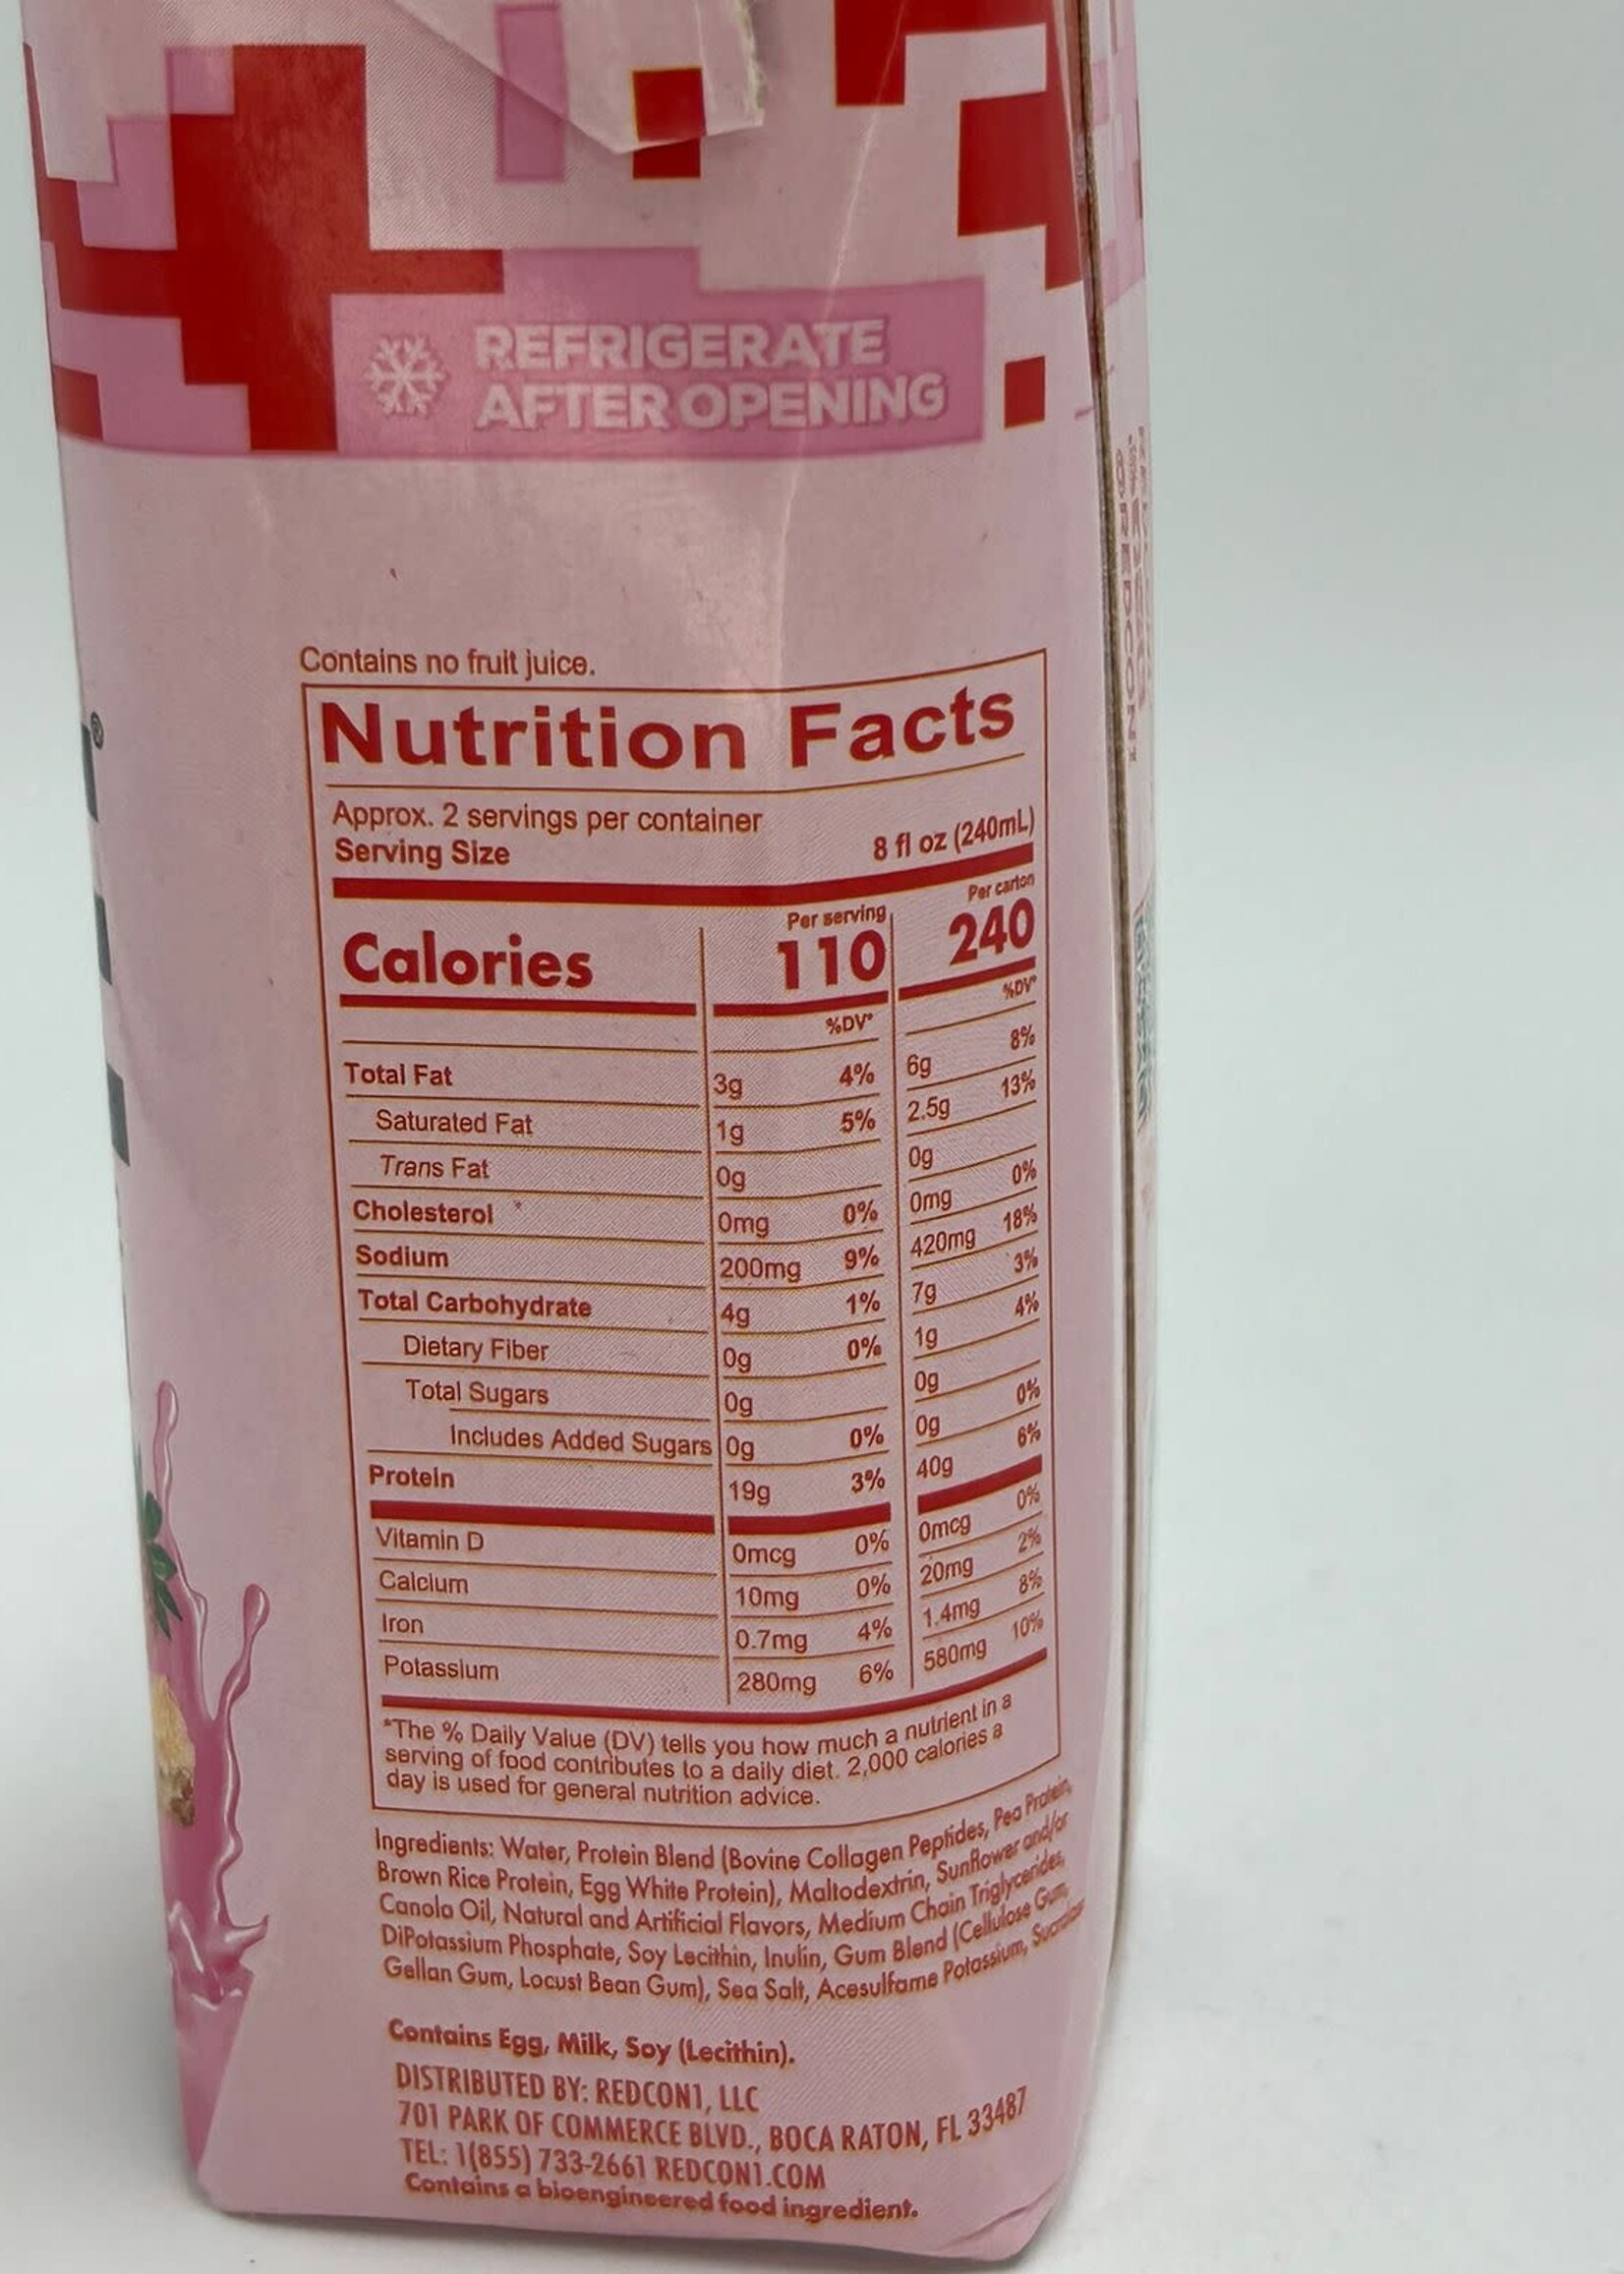 REFRIGERATE
AFTER OPENING
Contains no fruit juice.
Nutrition Facts
Approx. 2 servings per container
Serving Size 8 fl oz (240mL)
Per serving Per carton
Calories 110 240
%DV* %DV*
Total Fat 3g 4% 6g 8%
Saturated Fat 1g 5% 2.5g 13%
Trans Fat 0g 0g
Cholesterol 0mg 0% 0mg 0%
Sodium 200mg 9% 420mg 18%
Total Carbohydrate 4g 1% 7g 3%
Dietary Fiber 0g 0% 1g 4%
Total Sugars 0g 0g
Includes Added Sugars 0g 0% 0g 0%
Protein 19g 3% 40g 6%
Vitamin D 0mcg 0% 0mcg 0%
Calcium 10mg 0% 20mg 2%
Iron 0.7mg 4% 1.4mg 8%
Potassium 280mg 6% 580mg 10%
*The % Daily Value (DV) tells you how much a nutrient in a
serving of food contributes to a daily diet. 2,000 calories a
day is used for general nutrition advice.
Ingredients: Water, Protein Blend (Bovine Collagen Peptides, Pea Protein,
Brown Rice Protein, Egg White Protein), Maltodextrin, Sunflower and/or
Canola Oil, Natural and Artificial Flavors, Medium Chain Triglycerides,
DiPotassium Phosphate, Soy Lecithin, Inulin, Gum Blend (Cellulose Gum,
Gellan Gum, Locust Bean Gum), Sea Salt, Acesulfame Potassium,
Contains Egg, Milk, Soy (Lecithin).
DISTRIBUTED BY: REDCON1, LLC
701 PARK OF COMMERCE BLVD., BOCA RATON, FL 33487
TEL: 1(855) 733-2661 REDCON1.COM
Contains a bioengineered food ingredient.